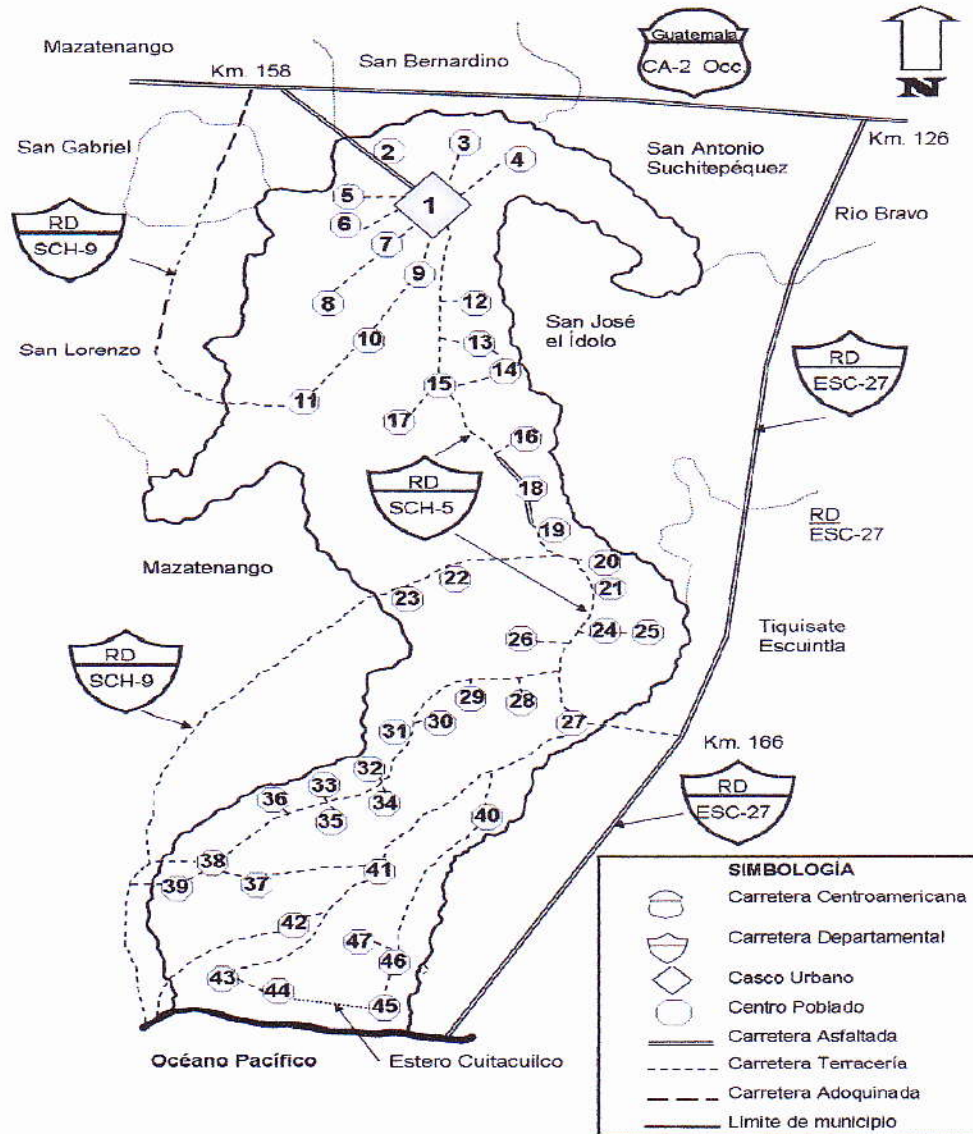 Mazatenango
Guatemala
CA-2 Occ.
San Bernardino
Km. 158
N
San Gabriel
2
3
4
San Antonio
Suchitepéquez
Km. 126
RD
SCH-9
5
1
6
7
Río Bravo
9
8
12
San José
el Ídolo
10
13
San Lorenzo
14
15
RD
ESC-27
11
17
16
RD
SCH-5
18
19
RD
ESC-27
Mazatenango
20
22
21
23
24
25
26
Tiquisate
Escuintla
RD
SCH-9
29
28
30
27
31
Km. 166
32
33
36
34
35
40
RD
ESC-27
38
41
39
37
42
47
46
43
44
45
Océano Pacífico
Estero Cuitacuilco
SIMBOLOGÍA
Carretera Centroamericana
Carretera Departamental
Casco Urbano
Centro Poblado
Carretera Asfaltada
Carretera Terracería
Carretera Adoquinada
Límite de municipio